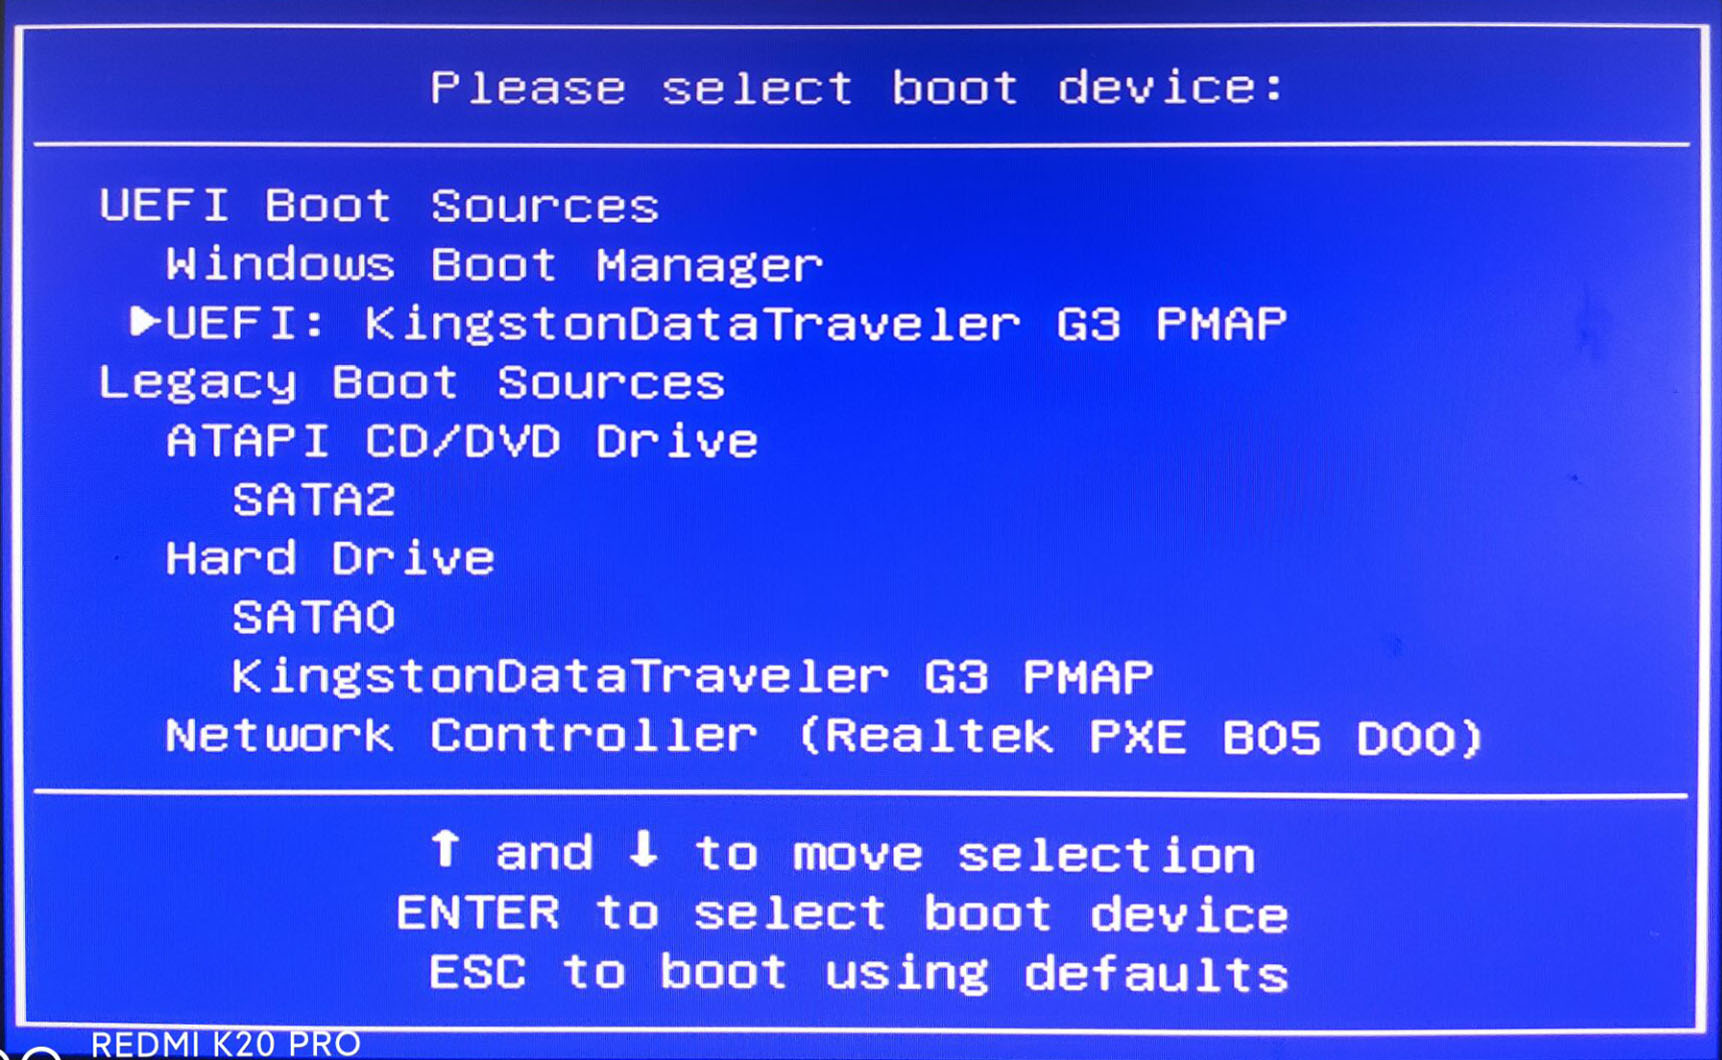 Please select boot device:
UEFI Boot Sources
Windows Boot Manager
▶UEFI: KingstonDataTraveler G3 PMAP
Legacy Boot Sources
ATAPI CD/DVD Drive
SATA2
Hard Drive
SATA0
KingstonDataTraveler G3 PMAP
Network Controller (Realtek PXE B05 D00)
↑ and ↓ to move selection
ENTER to select boot device
ESC to boot using defaults
REDMI K20 PRO